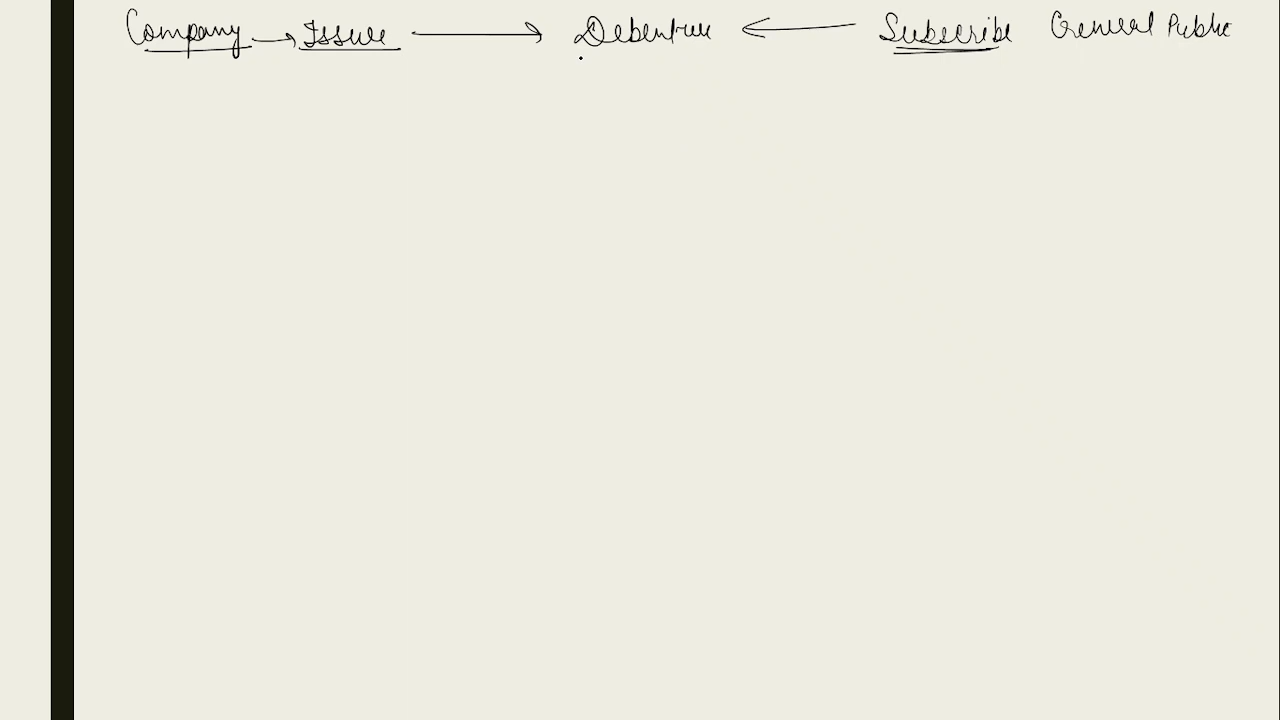 Company → Issue → Debenture ← Subscribe General Public